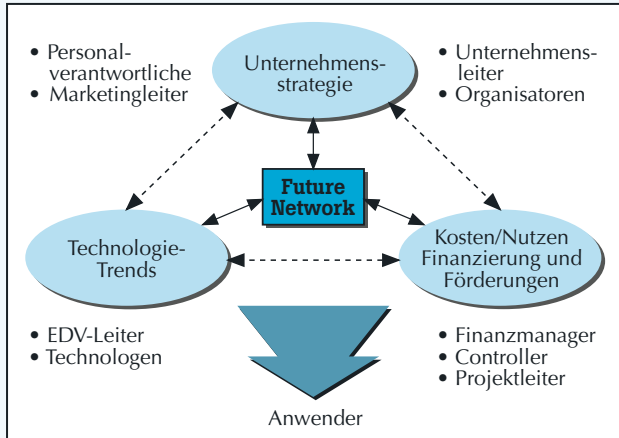 • Personal-
verantwortliche
• Marketingleiter
Unternehmens-
strategie
• Unternehmens-
leiter
• Organisatoren
Future
Network
Technologie-
Trends
Kosten/Nutzen
Finanzierung und
Förderungen
• EDV-Leiter
• Technologen
• Finanzmanager
• Controller
• Projektleiter
Anwender